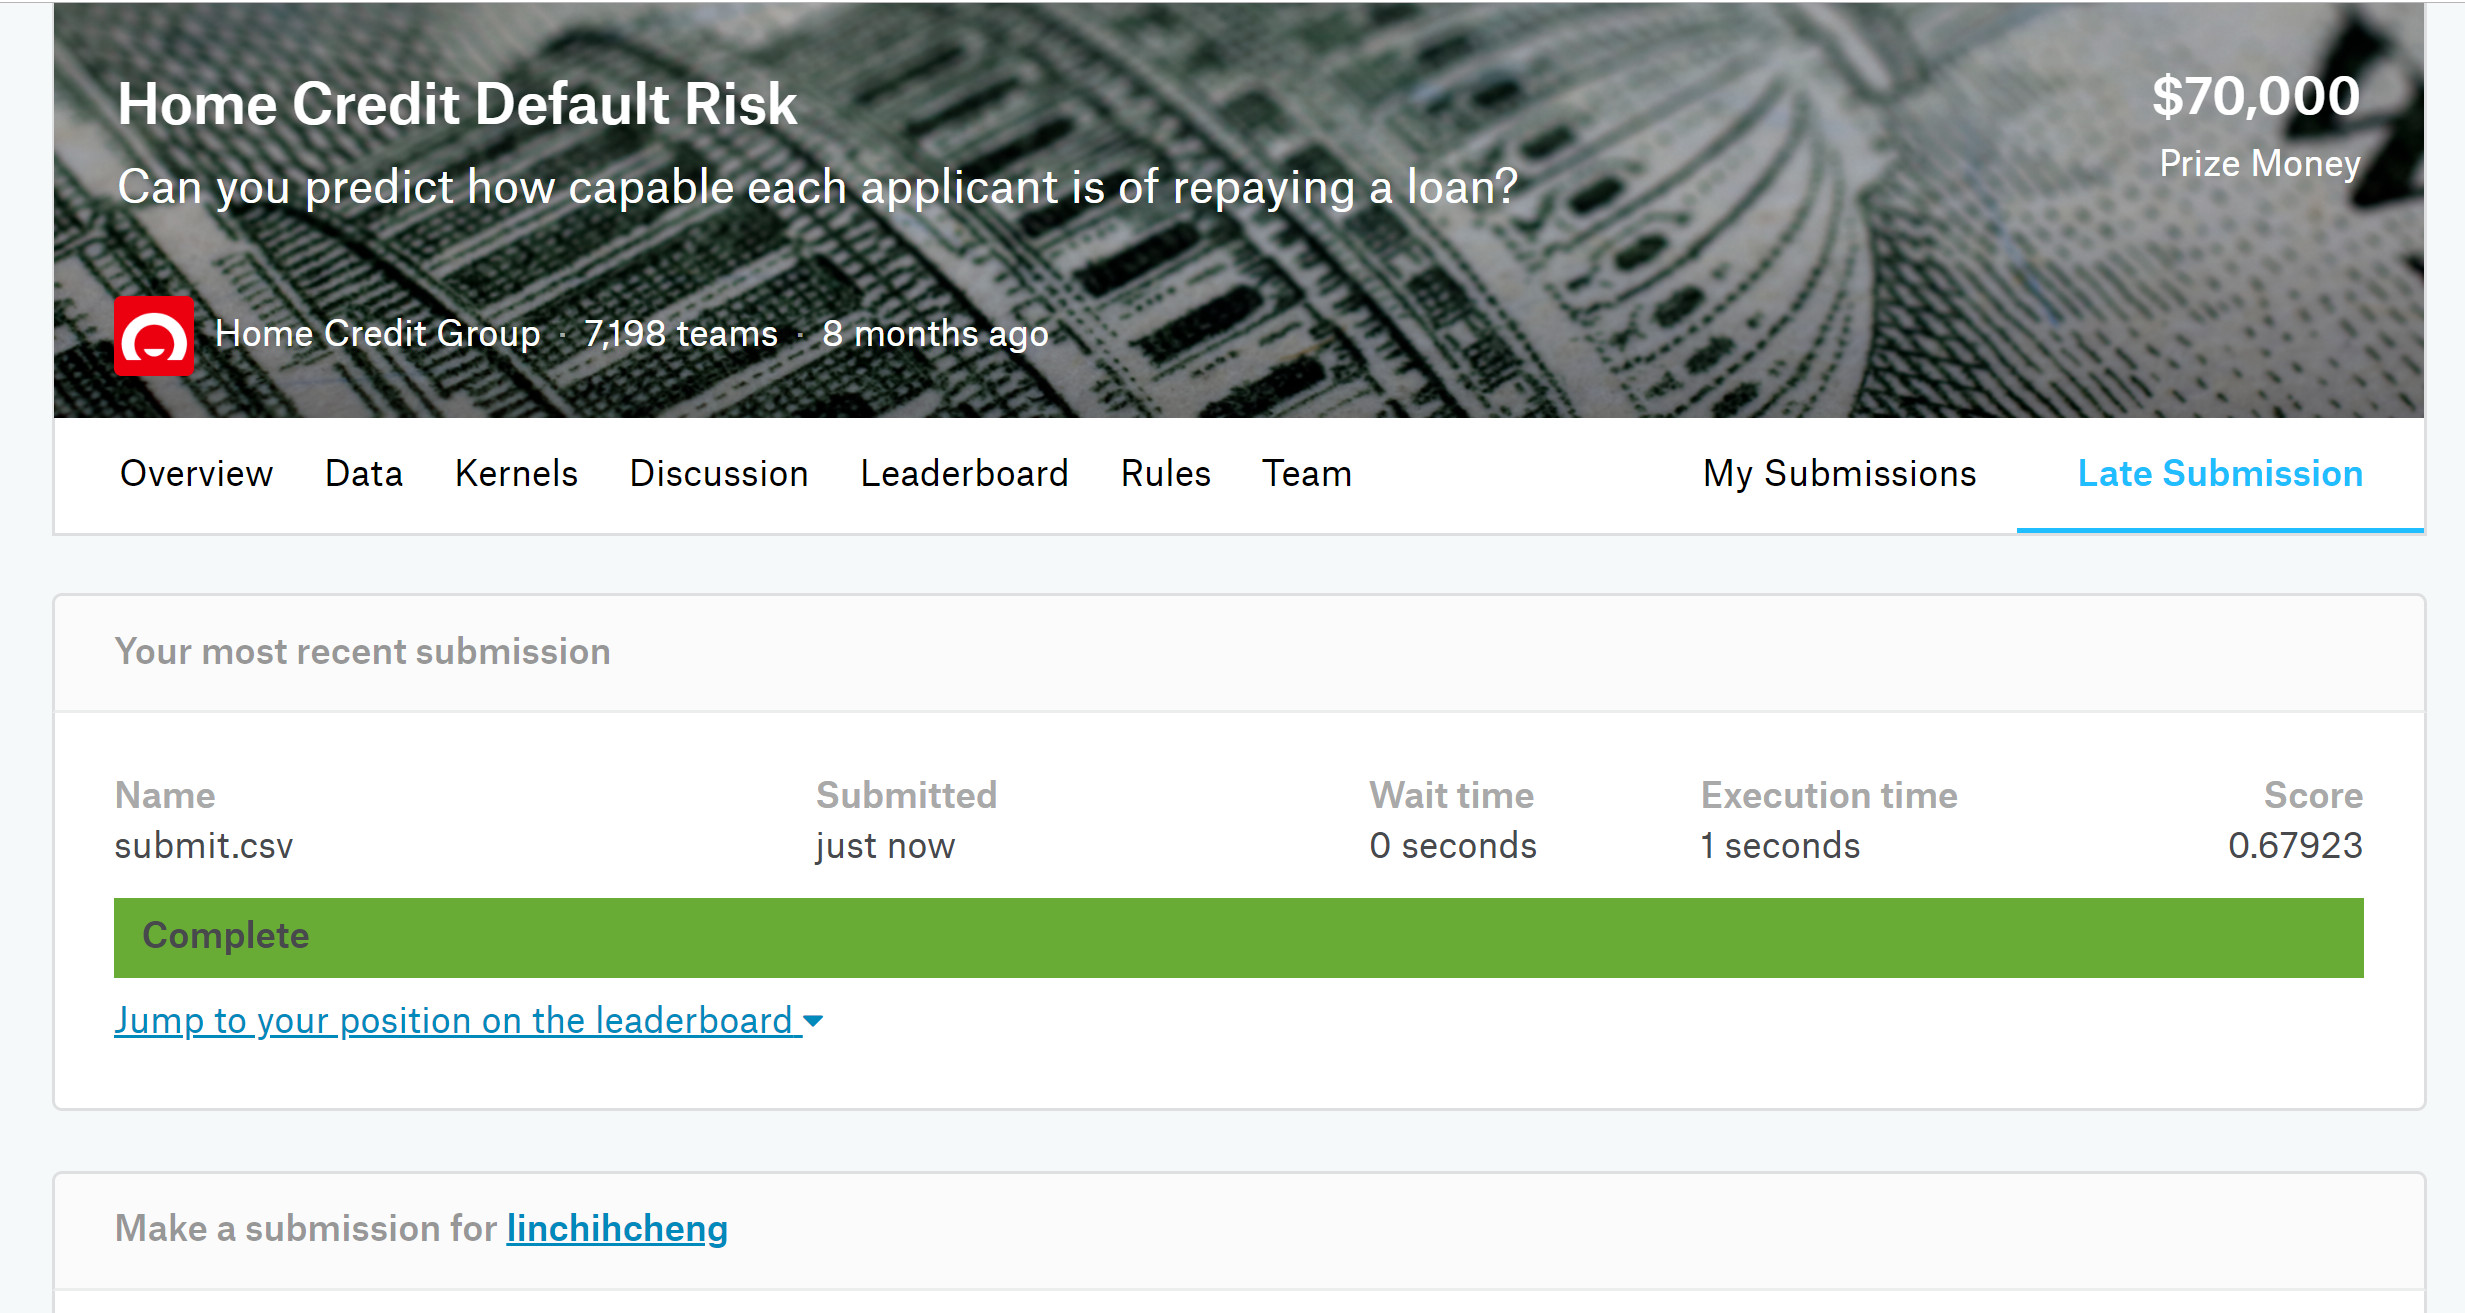 Home Credit Default Risk
$70,000
Can you predict how capable each applicant is of repaying a loan?
Prize Money
Home Credit Group · 7,198 teams · 8 months ago
Overview Data Kernels Discussion Leaderboard Rules Team My Submissions Late Submission
Your most recent submission
Name Submitted Wait time Execution time Score
submit.csv just now 0 seconds 1 seconds 0.67923
Complete
Jump to your position on the leaderboard
Make a submission for linchihcheng